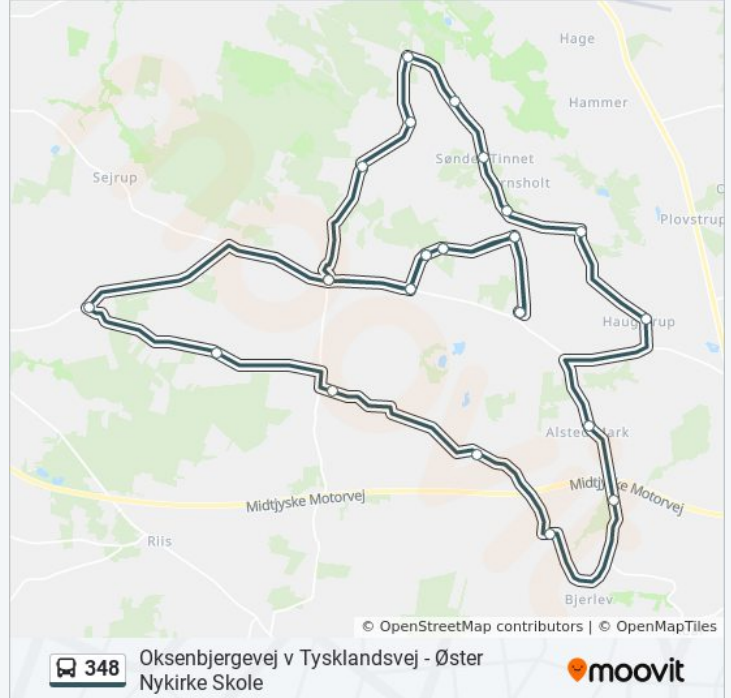 Hage
Hammer
Sønder Tinnet
rnsholt
Sejrup
Plovstrup
Haugstrup
Alsted Mark
Midtjyske Motorvej
Midtjyske Motorvej
Riis
Bjerlev
© OpenStreetMap contributors | © OpenMapTiles
348
Oksenbjergevej v Tysklandsvej - Øster
Nykirke Skole
moovit